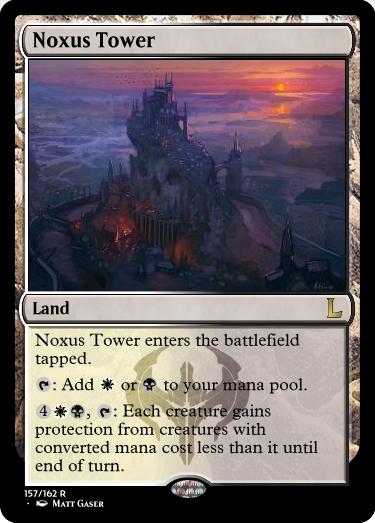 Noxus Tower
Land
L
Noxus Tower enters the battlefield
tapped.
: Add or to your mana pool.
4 , : Each creature gains
protection from creatures with
converted mana cost less than it until
end of turn.
157/162 R
· Matt Gaser